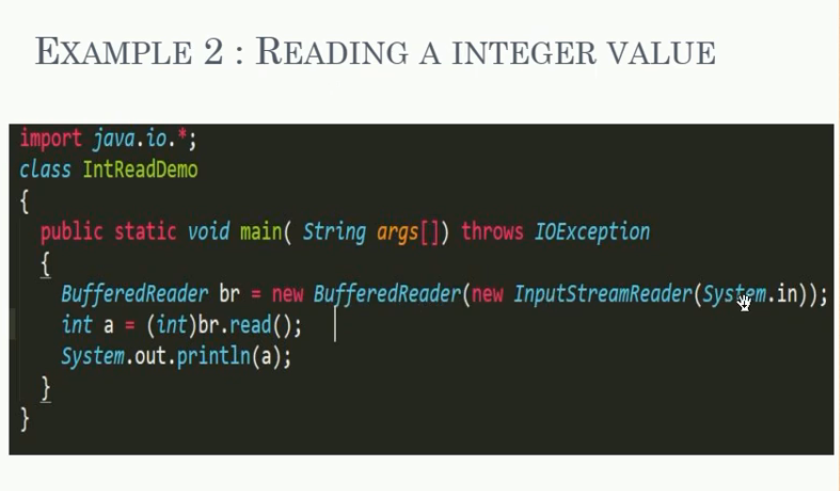 EXAMPLE 2 : READING A INTEGER VALUE
import java.io.*;
class IntReadDemo
{
public static void main( String args[]) throws IOException
{
BufferedReader br = new BufferedReader(new InputStreamReader(System.in));
int a = (int)br.read();
System.out.println(a);
}
}